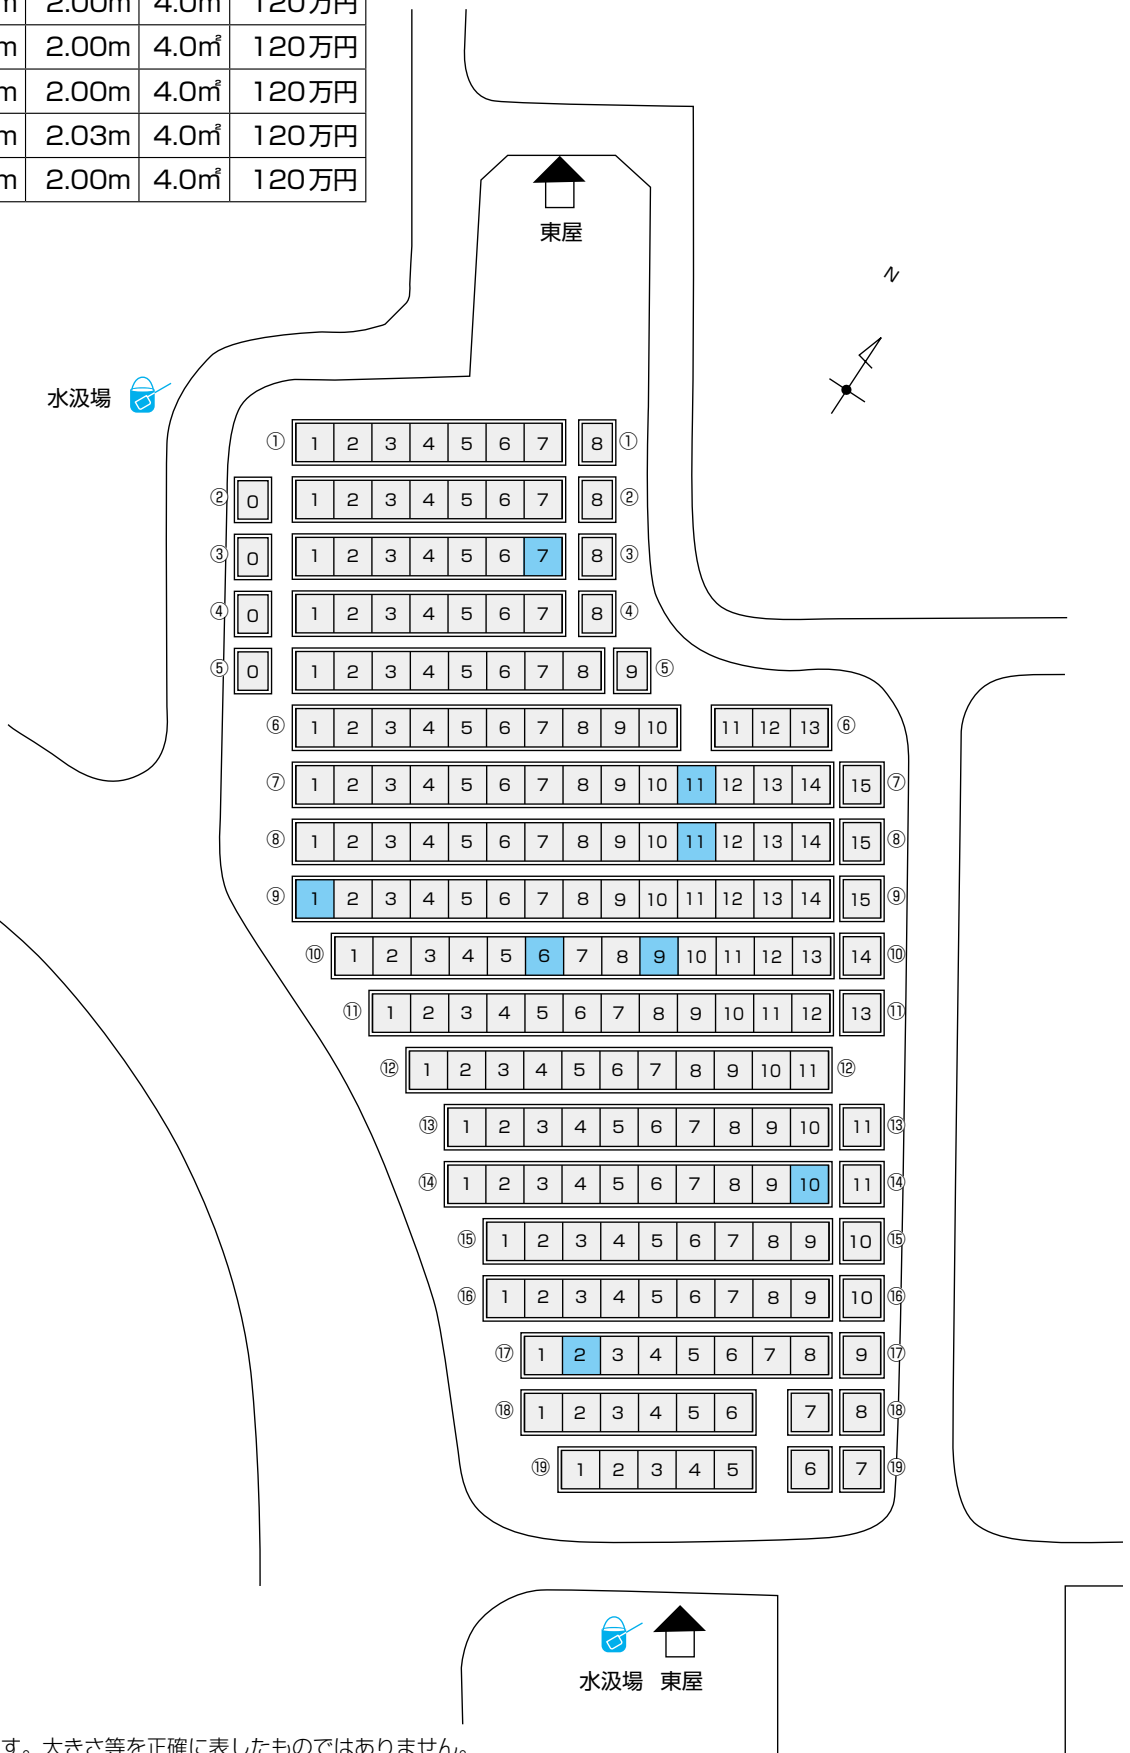 m 2.00m 4.0㎡ 120万円
m 2.00m 4.0㎡ 120万円
m 2.00m 4.0㎡ 120万円
m 2.03m 4.0㎡ 120万円
m 2.00m 4.0㎡ 120万円
東屋
N
水汲場
① 1 2 3 4 5 6 7 8 ①
② 0 1 2 3 4 5 6 7 8 ②
③ 0 1 2 3 4 5 6 7 8 ③
④ 0 1 2 3 4 5 6 7 8 ④
⑤ 0 1 2 3 4 5 6 7 8 9 ⑤
⑥ 1 2 3 4 5 6 7 8 9 10 11 12 13 ⑥
⑦ 1 2 3 4 5 6 7 8 9 10 11 12 13 14 15 ⑦
⑧ 1 2 3 4 5 6 7 8 9 10 11 12 13 14 15 ⑧
⑨ 1 2 3 4 5 6 7 8 9 10 11 12 13 14 15 ⑨
⑩ 1 2 3 4 5 6 7 8 9 10 11 12 13 14 ⑩
⑪ 1 2 3 4 5 6 7 8 9 10 11 12 13 ⑪
⑫ 1 2 3 4 5 6 7 8 9 10 11 ⑫
⑬ 1 2 3 4 5 6 7 8 9 10 11 ⑬
⑭ 1 2 3 4 5 6 7 8 9 10 11 ⑭
⑮ 1 2 3 4 5 6 7 8 9 10 ⑮
⑯ 1 2 3 4 5 6 7 8 9 10 ⑯
⑰ 1 2 3 4 5 6 7 8 9 ⑰
⑱ 1 2 3 4 5 6 7 8 ⑱
⑲ 1 2 3 4 5 6 7 ⑲
水汲場 東屋
す。大きさ等を正確に表したものではありません。